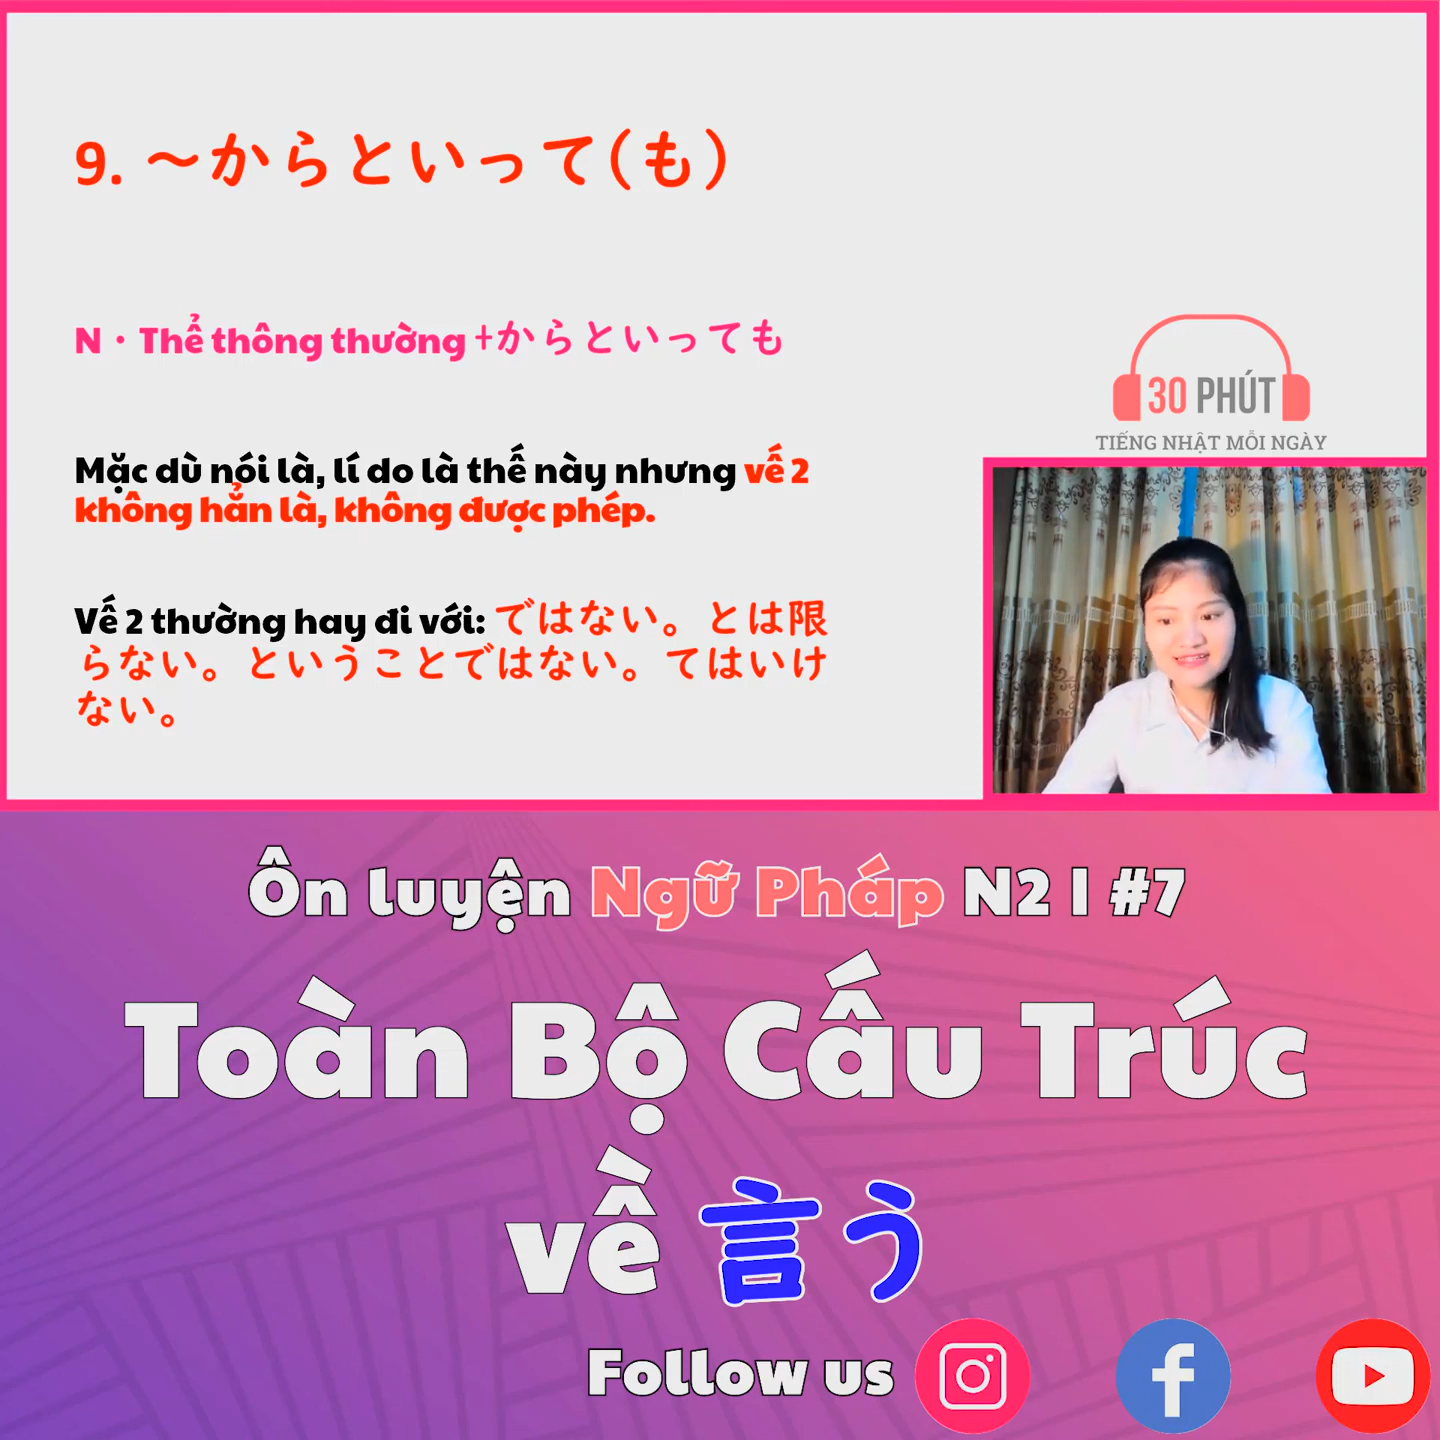 9. ～からといって(も)
N・Thể thông thường +からといっても
Mặc dù nói là, lí do là thế này nhưng vế 2
không hẳn là, không được phép.
Vế 2 thường hay đi với: ではない。とは限
らない。ということではない。てはいけ
ない。
30 PHÚT
TIẾNG NHẬT MỖI NGÀY
Ôn luyện Ngữ Pháp N2 I #7
Toàn Bộ Cấu Trúc
về 言う
Follow us